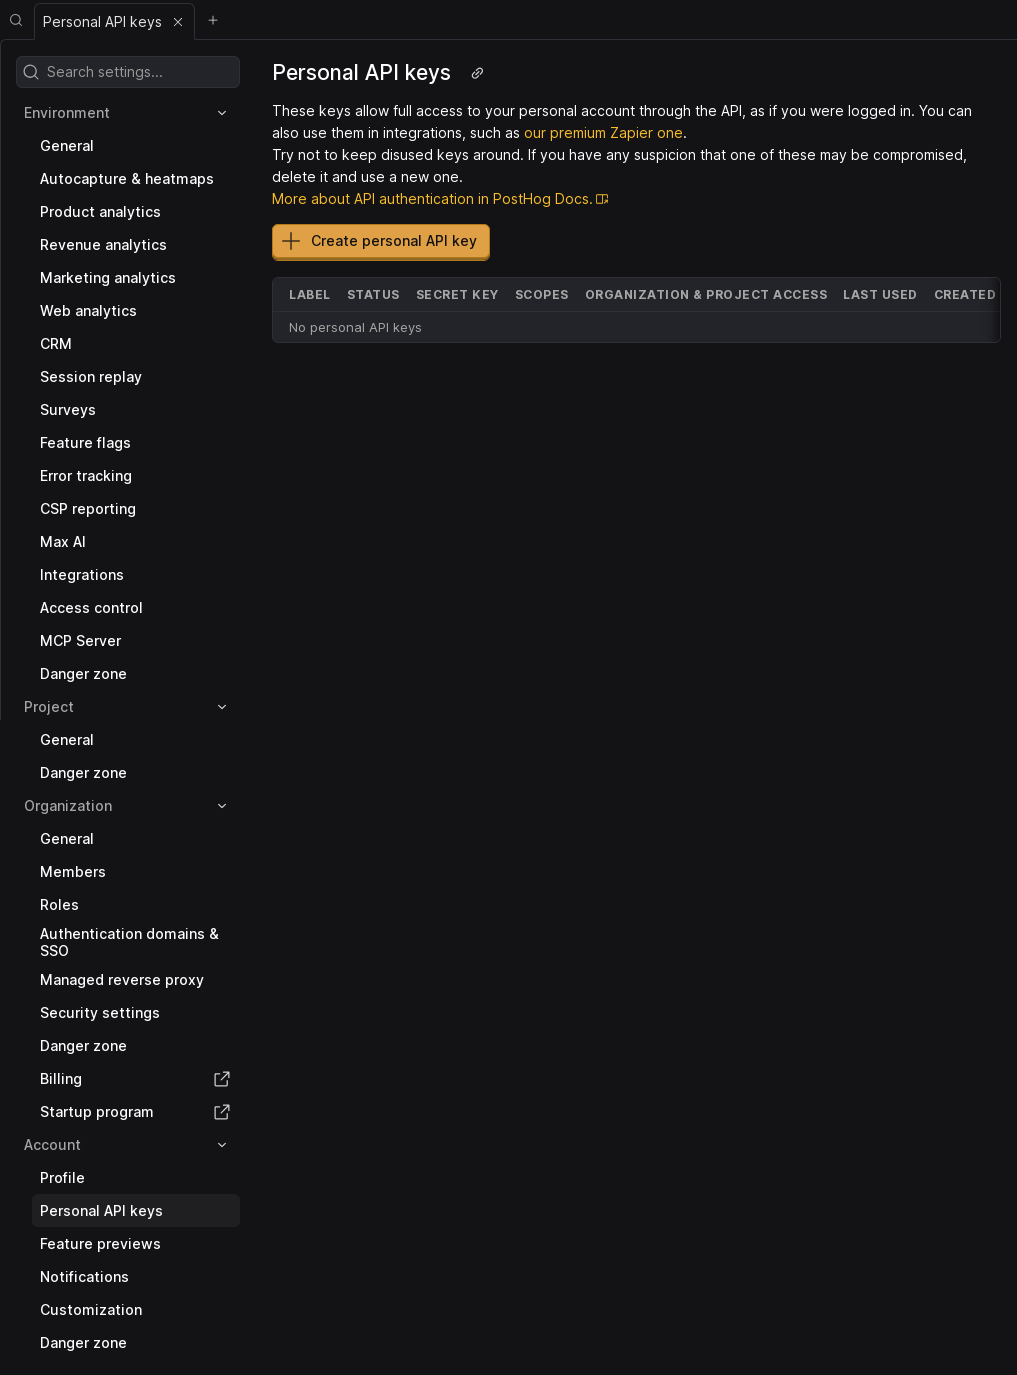 Personal API keys
Search settings...
Environment
General
Autocapture & heatmaps
Product analytics
Revenue analytics
Marketing analytics
Web analytics
CRM
Session replay
Surveys
Feature flags
Error tracking
CSP reporting
Max AI
Integrations
Access control
MCP Server
Danger zone
Project
General
Danger zone
Organization
General
Members
Roles
Authentication domains &
SSO
Managed reverse proxy
Security settings
Danger zone
Billing
Startup program
Account
Profile
Personal API keys
Feature previews
Notifications
Customization
Danger zone
Personal API keys
These keys allow full access to your personal account through the API, as if you were logged in. You can
also use them in integrations, such as our premium Zapier one.
Try not to keep disused keys around. If you have any suspicion that one of these may be compromised,
delete it and use a new one.
More about API authentication in PostHog Docs.
Create personal API key
LABEL STATUS SECRET KEY SCOPES ORGANIZATION & PROJECT ACCESS LAST USED CREATED
No personal API keys